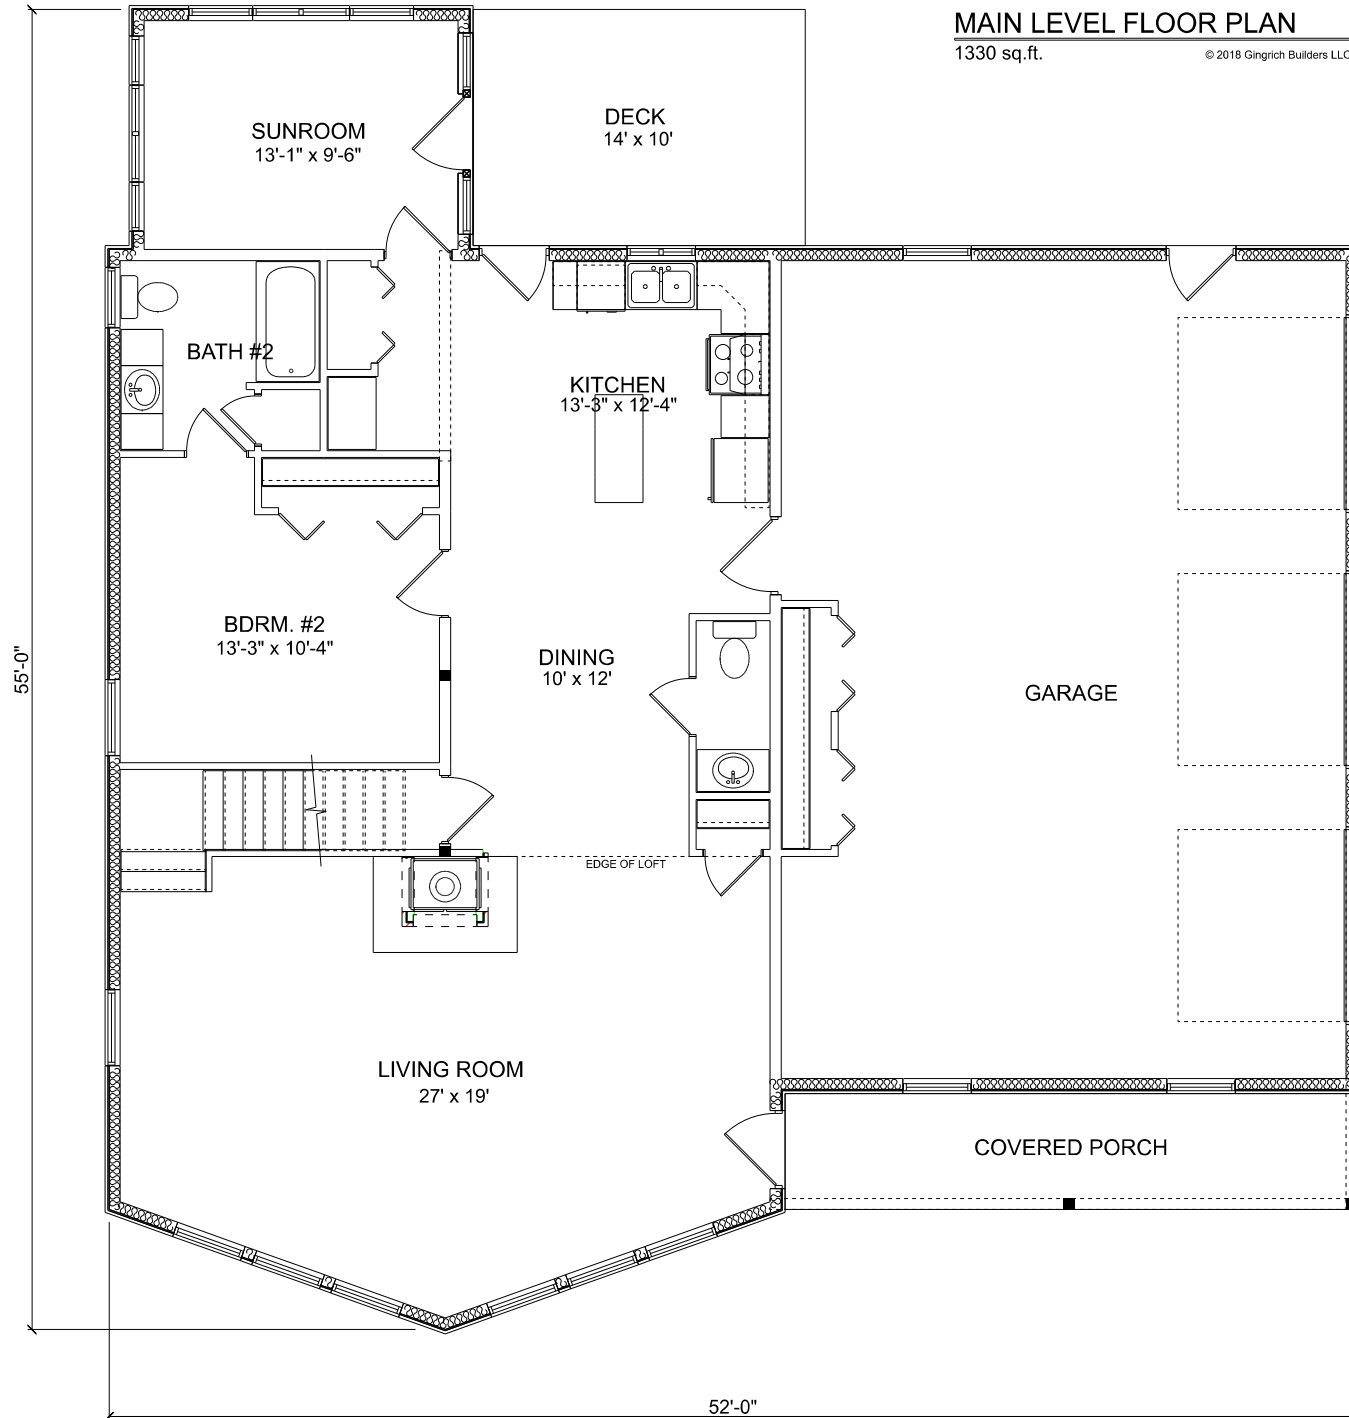 MAIN LEVEL FLOOR PLAN
1330 sq.ft.
© 2018 Gingrich Builders LLC
SUNROOM
13'-1" x 9'-6"
DECK
14' x 10'
BATH #2
KITCHEN
13'-3" x 12'-4"
BDRM. #2
13'-3" x 10'-4"
DINING
10' x 12'
GARAGE
55'-0"
EDGE OF LOFT
LIVING ROOM
27' x 19'
COVERED PORCH
52'-0"